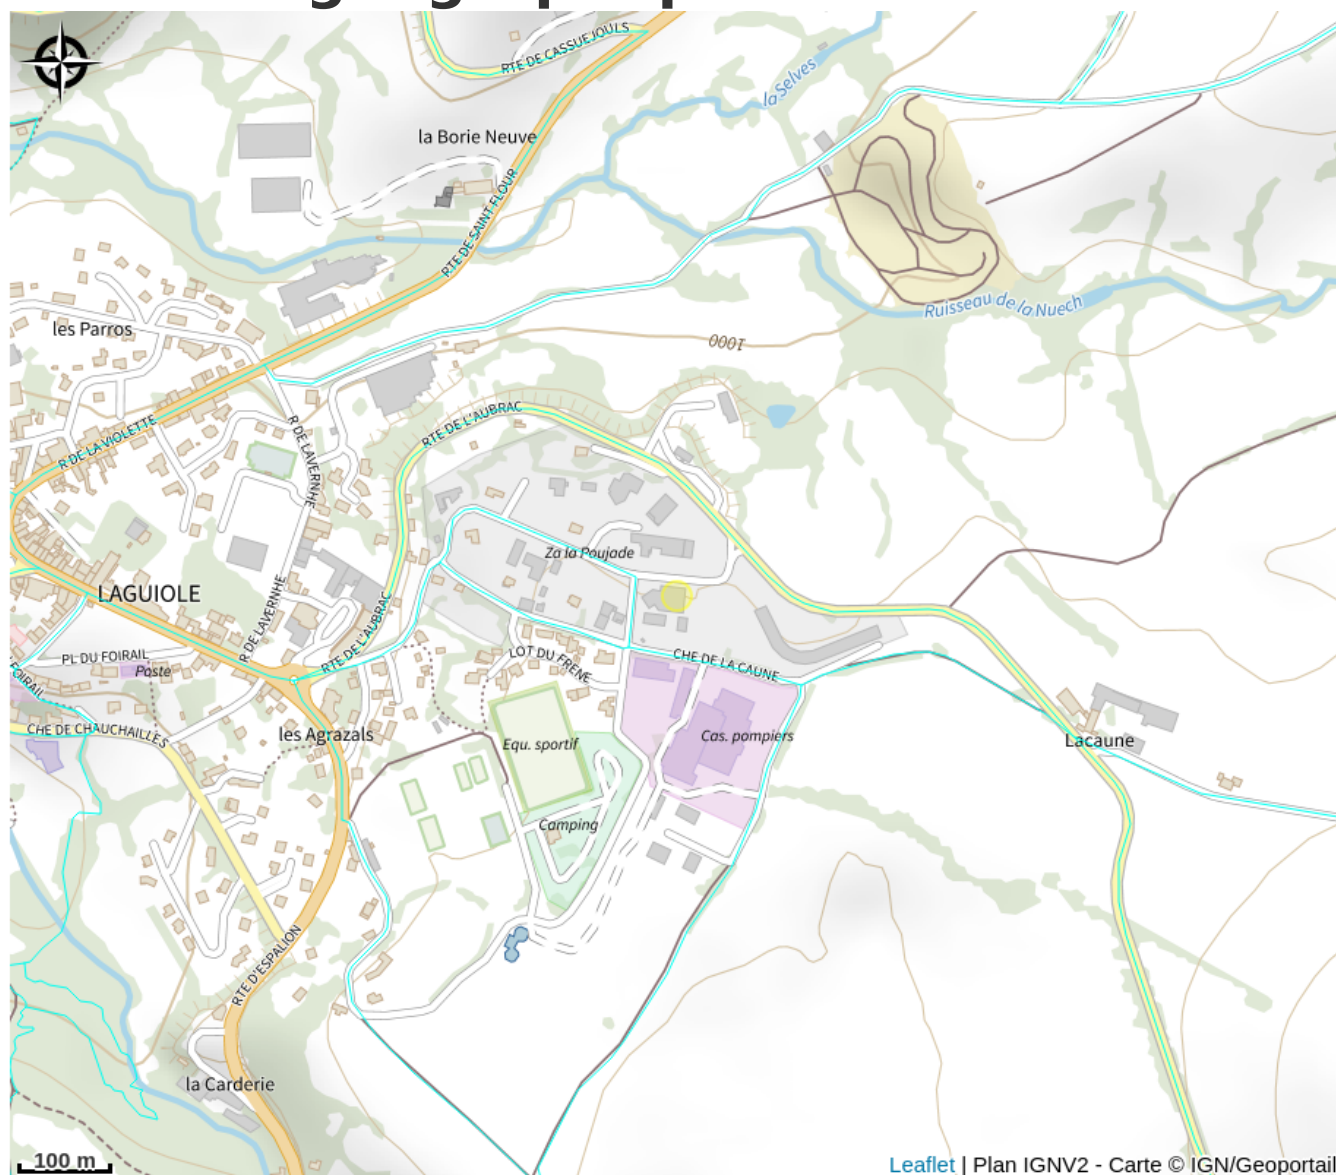 RTE DE CASSUEJOULS
la Selves
la Borie Neuve
RTE DE SAINT FLOUR
Ruisseau de la Nuech
les Parros
1000
RTE DE L'AUBRAC
R DE LA VIOLETTE
R DE LAVERNHE
Za la Poujade
LAGUIOLE
R DE LAVERNHE
RTE DE L'AUBRAC
PL DU FOIRAIL
Poste
FOIRAIL
LOT DU FRENE
CHE DE LA CAUNE
CHE DE CHAUCHAILLES
les Agrazals
Equ. sportif
Cas. pompiers
Lacaune
Camping
RTE D'ESPALION
la Carderie
100 m
Leaflet | Plan IGNV2 - Carte © IGN/Geoportail